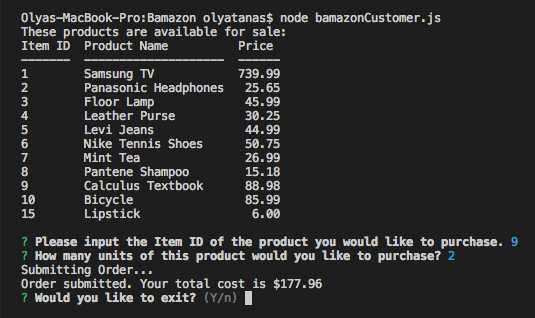 Olyas-MacBook-Pro:Bamazon olyatanas$ node bamazonCustomer.js
These products are available for sale:
Item ID  Product Name          Price
-------  --------------------  ------
1        Samsung TV            739.99
2        Panasonic Headphones   25.65
3        Floor Lamp             45.99
4        Leather Purse          30.25
5        Levi Jeans             44.99
6        Nike Tennis Shoes      50.75
7        Mint Tea               26.99
8        Pantene Shampoo        15.18
9        Calculus Textbook      88.98
10       Bicycle                85.99
15       Lipstick                6.00
? Please input the Item ID of the product you would like to purchase. 9
? How many units of this product would you like to purchase? 2
Submitting Order...
Order submitted. Your total cost is $177.96
? Would you like to exit? (Y/n)